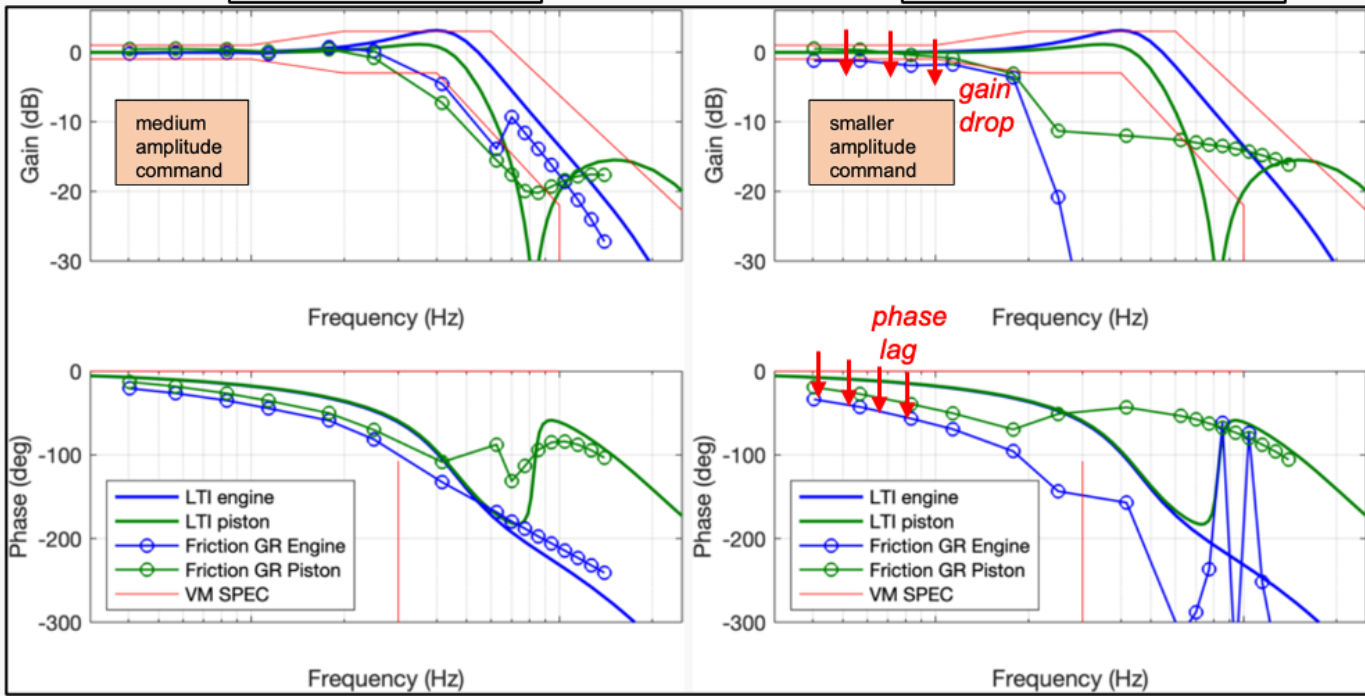 0
-10
-20
-30
Gain (dB)
medium
amplitude
command
Frequency (Hz)
0
-10
-20
-30
Gain (dB)
smaller
amplitude
command
gain
drop
Frequency (Hz)
0
-100
-200
-300
Phase (deg)
LTI engine
LTI piston
Friction GR Engine
Friction GR Piston
VM SPEC
Frequency (Hz)
phase
lag
0
-100
-200
-300
Phase (deg)
LTI engine
LTI piston
Friction GR Engine
Friction GR Piston
VM SPEC
Frequency (Hz)